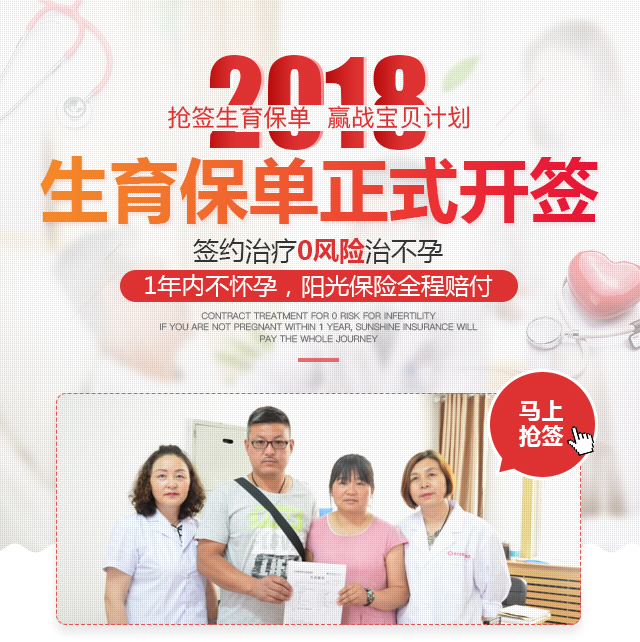 2018
抢签生育保单 赢战宝贝计划
生育保单正式开签
签约治疗0风险治不孕
1年内不怀孕，阳光保险全程赔付
CONTRACT TREATMENT FOR 0 RISK FOR INFERTILITY
IF YOU ARE NOT PREGNANT WITHIN 1 YEAR, SUNSHINE INSURANCE WILL
PAY THE WHOLE JOURNEY
马上
抢签